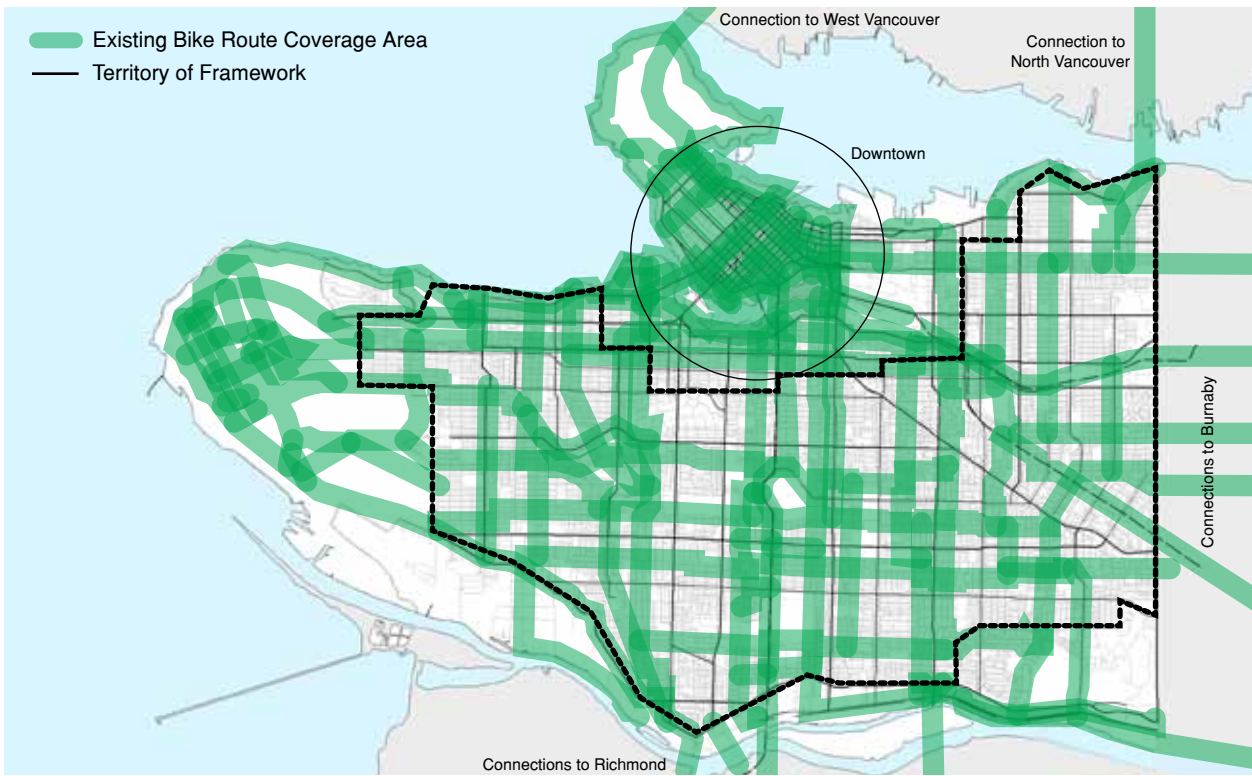 Connection to West Vancouver
Existing Bike Route Coverage Area
Territory of Framework
Connection to
North Vancouver
Downtown
Connections to Burnaby
Connections to Richmond